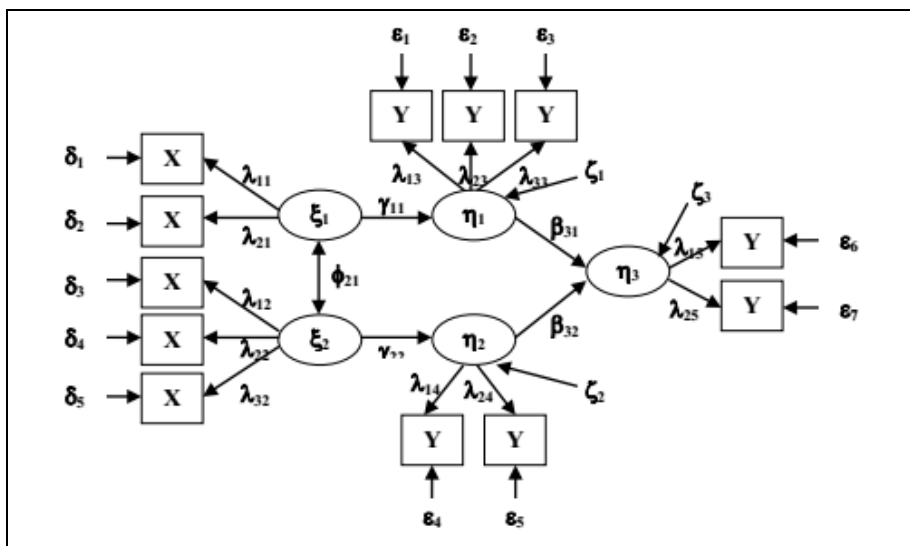 ε₁ ε₂ ε₃
Y Y Y
δ₁ X λ₁₁
λ₁₃ λ₂₃ λ₃₃ ζ₁
δ₂ X λ₂₁ ξ₁ γ₁₁ η₁
ζ₃
β₃₁
λ₁₅ Y ε₆
δ₃ X λ₁₂ ϕ₂₁
η₃
λ₂₅ Y ε₇
δ₄ X λ₂₂ ξ₂ γ₂₂ η₂ β₃₂
δ₅ X λ₃₂
λ₁₄ λ₂₄ ζ₂
Y Y
ε₄ ε₅